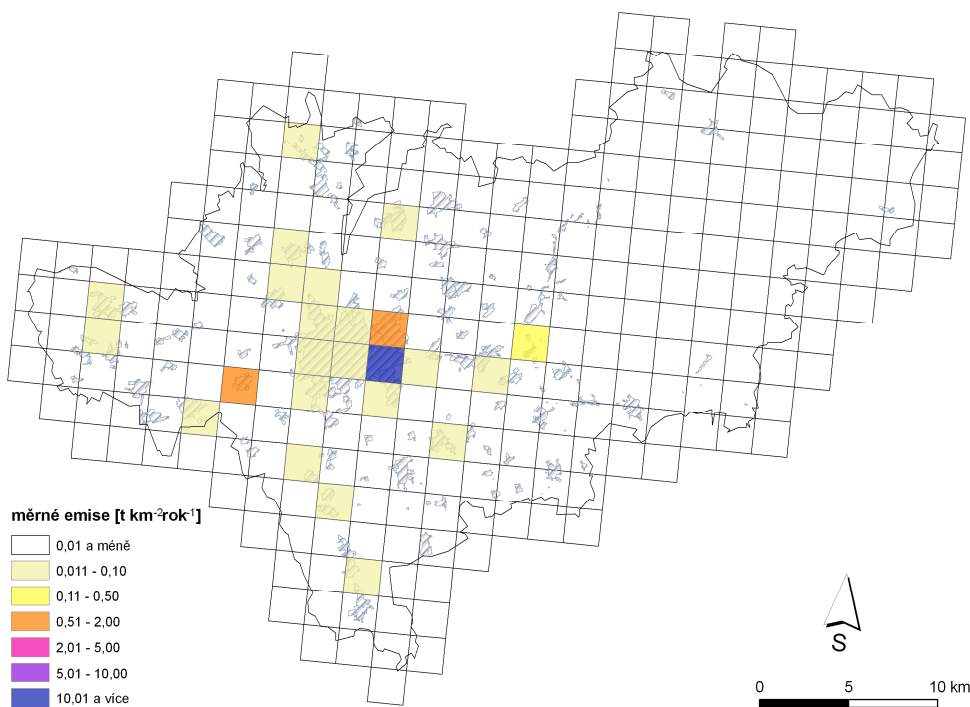 měrné emise [t km-2rok-1]
0,01 a méně
0,011 - 0,10
0,11 - 0,50
0,51 - 2,00
2,01 - 5,00
5,01 - 10,00
10,01 a více
S
0 5 10 km